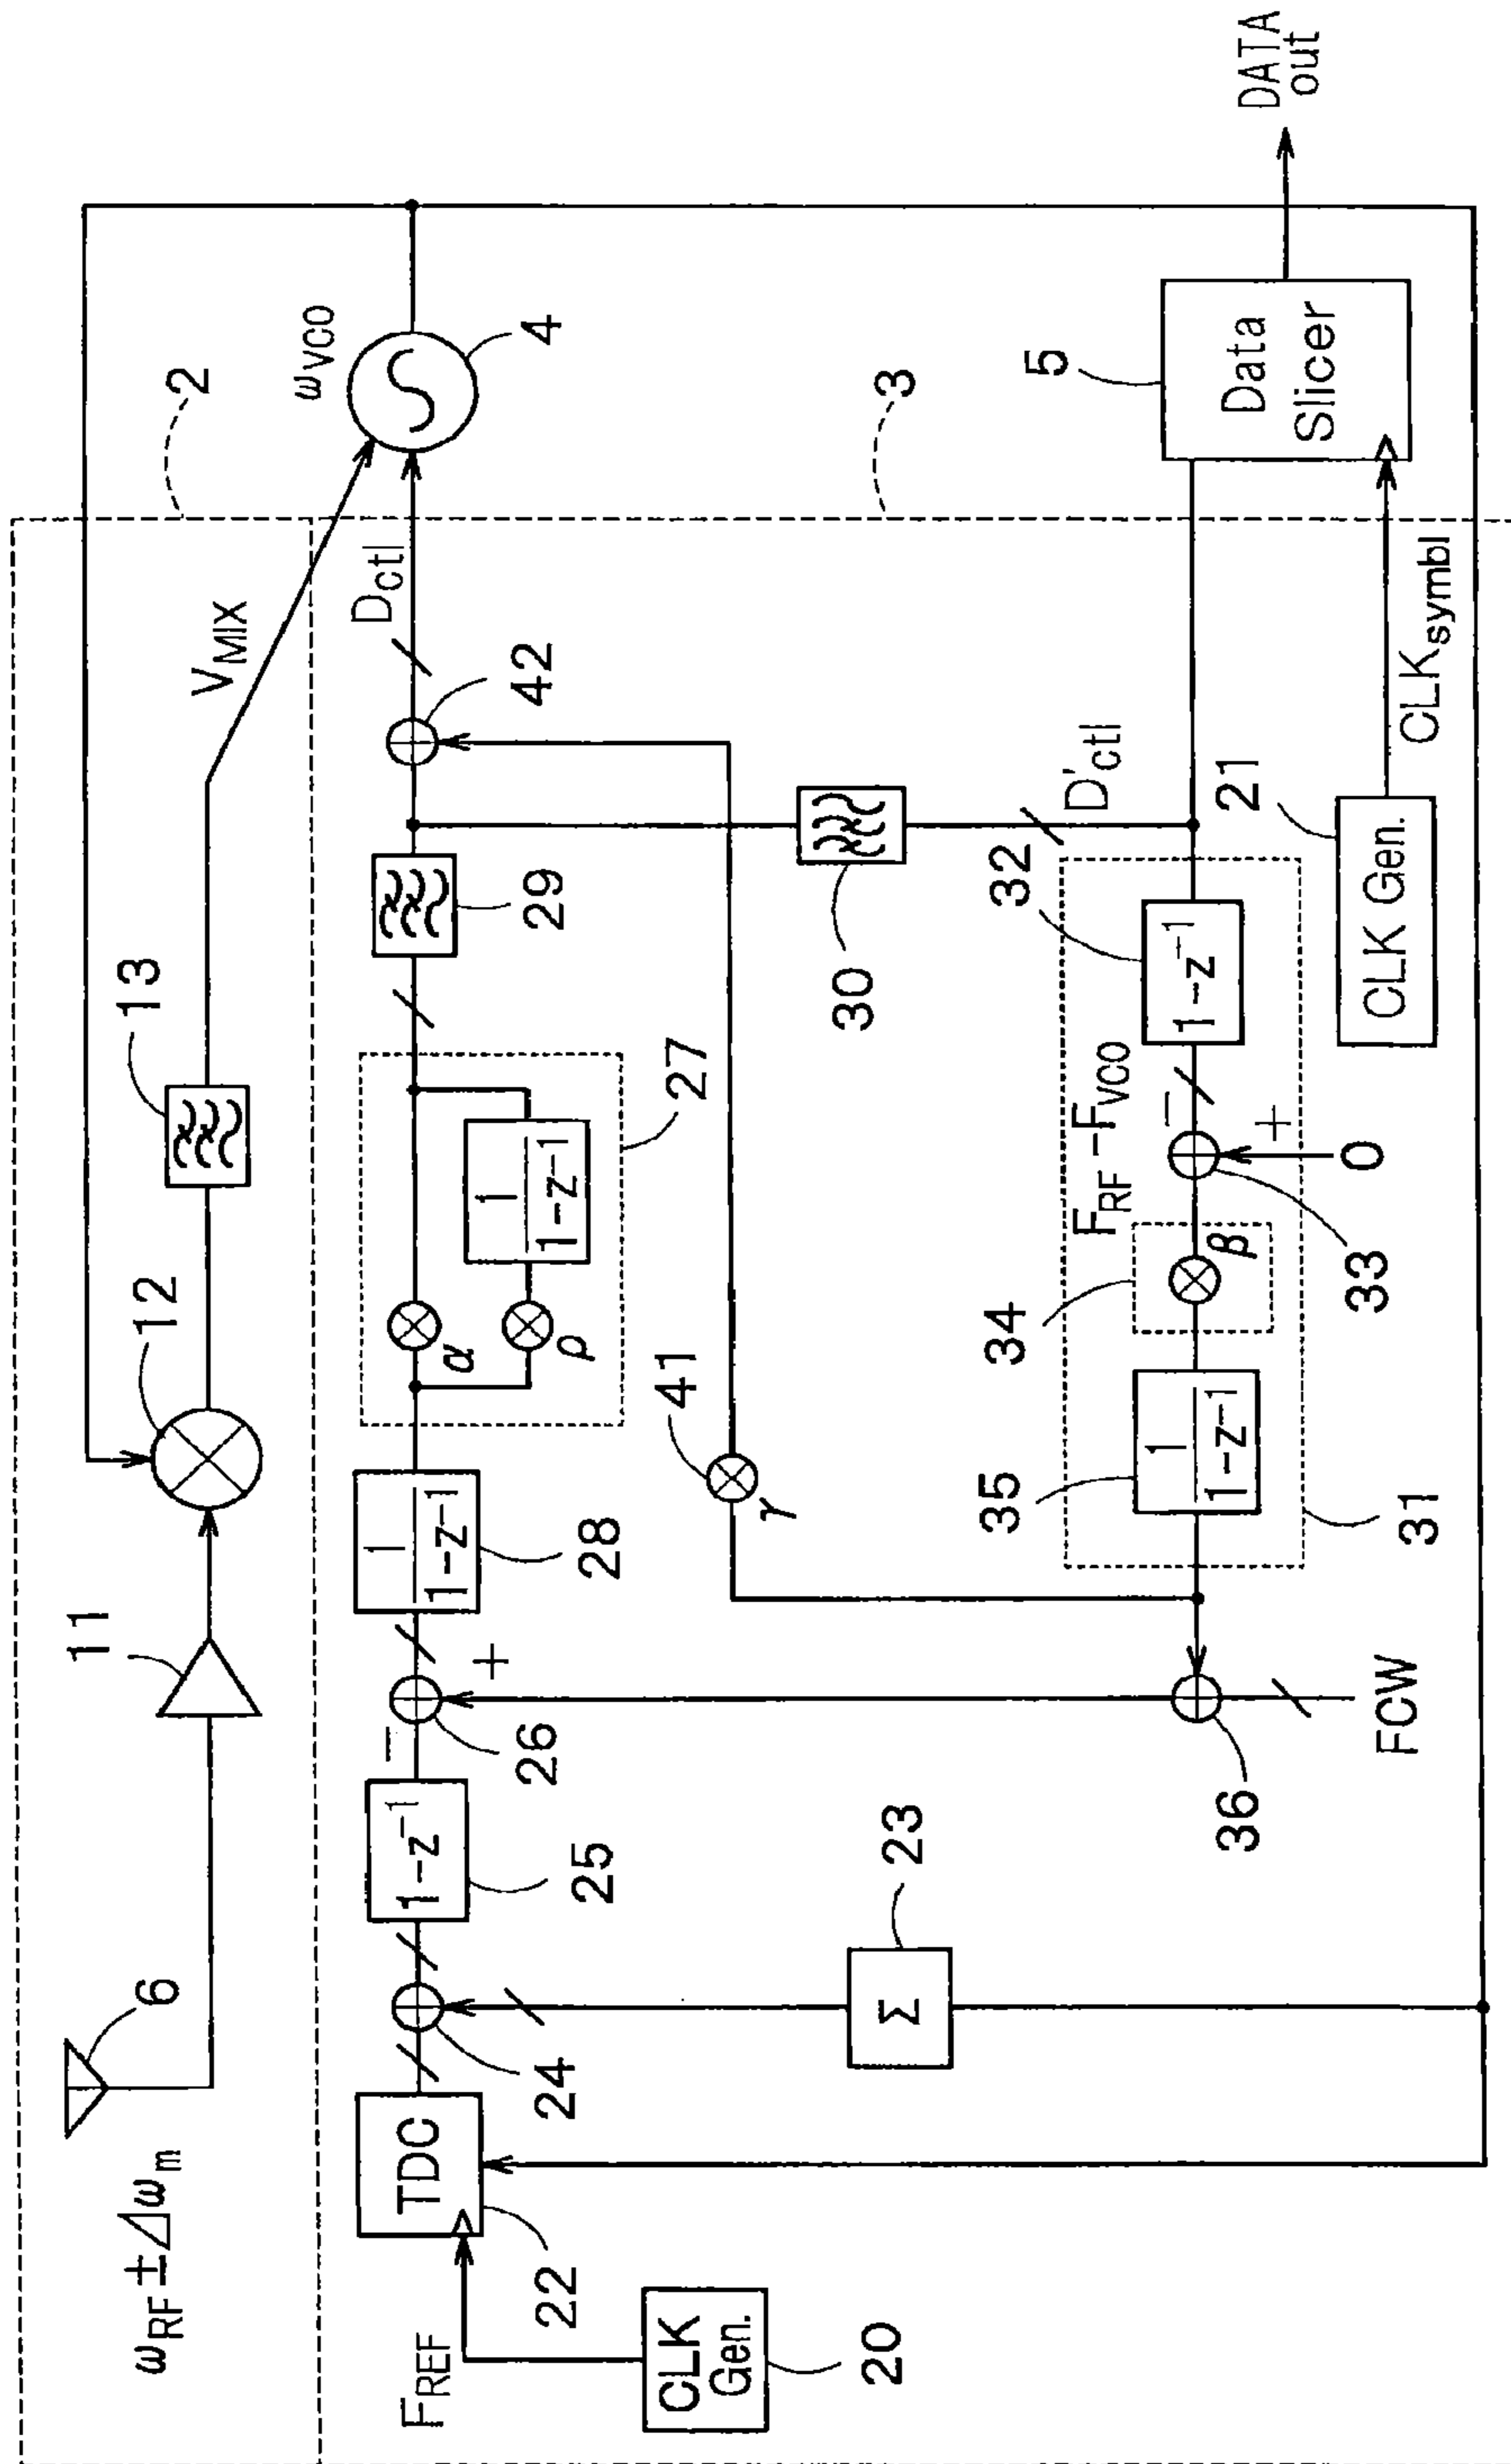 ωRF±Δωm
6
11
12
13
VMIX
2
ωVCO
4
FREF
CLK
Gen.
20
TDC
22
24
Σ
23
1−z⁻¹
25
−
26
+
1
1−z⁻¹
28
α
ρ
1
1−z⁻¹
27
29
42
Dctl
3
41
γ
30
D'ctl
FCW
36
1
1−z⁻¹
35
31
34
β
33
FRF−FVCO
−
+
0
1−z⁻¹
32
CLK Gen.
21
CLKsymbl
Data
Slicer
5
DATA
out